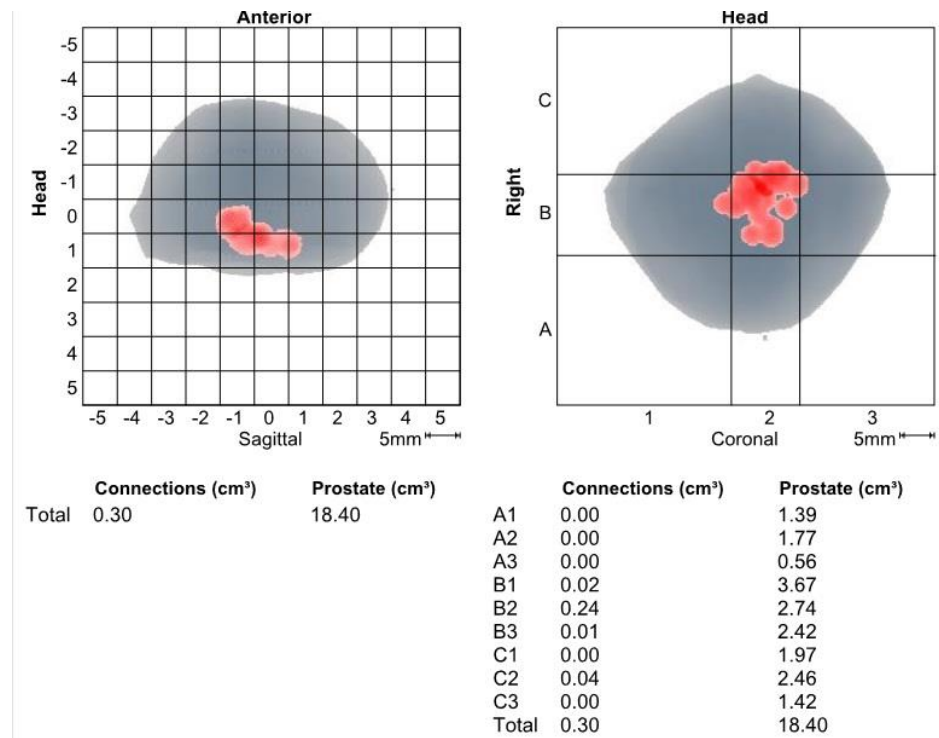 Anterior
Head
-5
-4
-3
-2
-1
0
1
2
3
4
5
Head
-5 -4 -3 -2 -1 0 1 2 3 4 5
Sagittal 5mm
Right
C
B
A
1 2 3
Coronal 5mm
Connections (cm³) Prostate (cm³)
Total 0.30 18.40
Connections (cm³) Prostate (cm³)
A1 0.00 1.39
A2 0.00 1.77
A3 0.00 0.56
B1 0.02 3.67
B2 0.24 2.74
B3 0.01 2.42
C1 0.00 1.97
C2 0.04 2.46
C3 0.00 1.42
Total 0.30 18.40